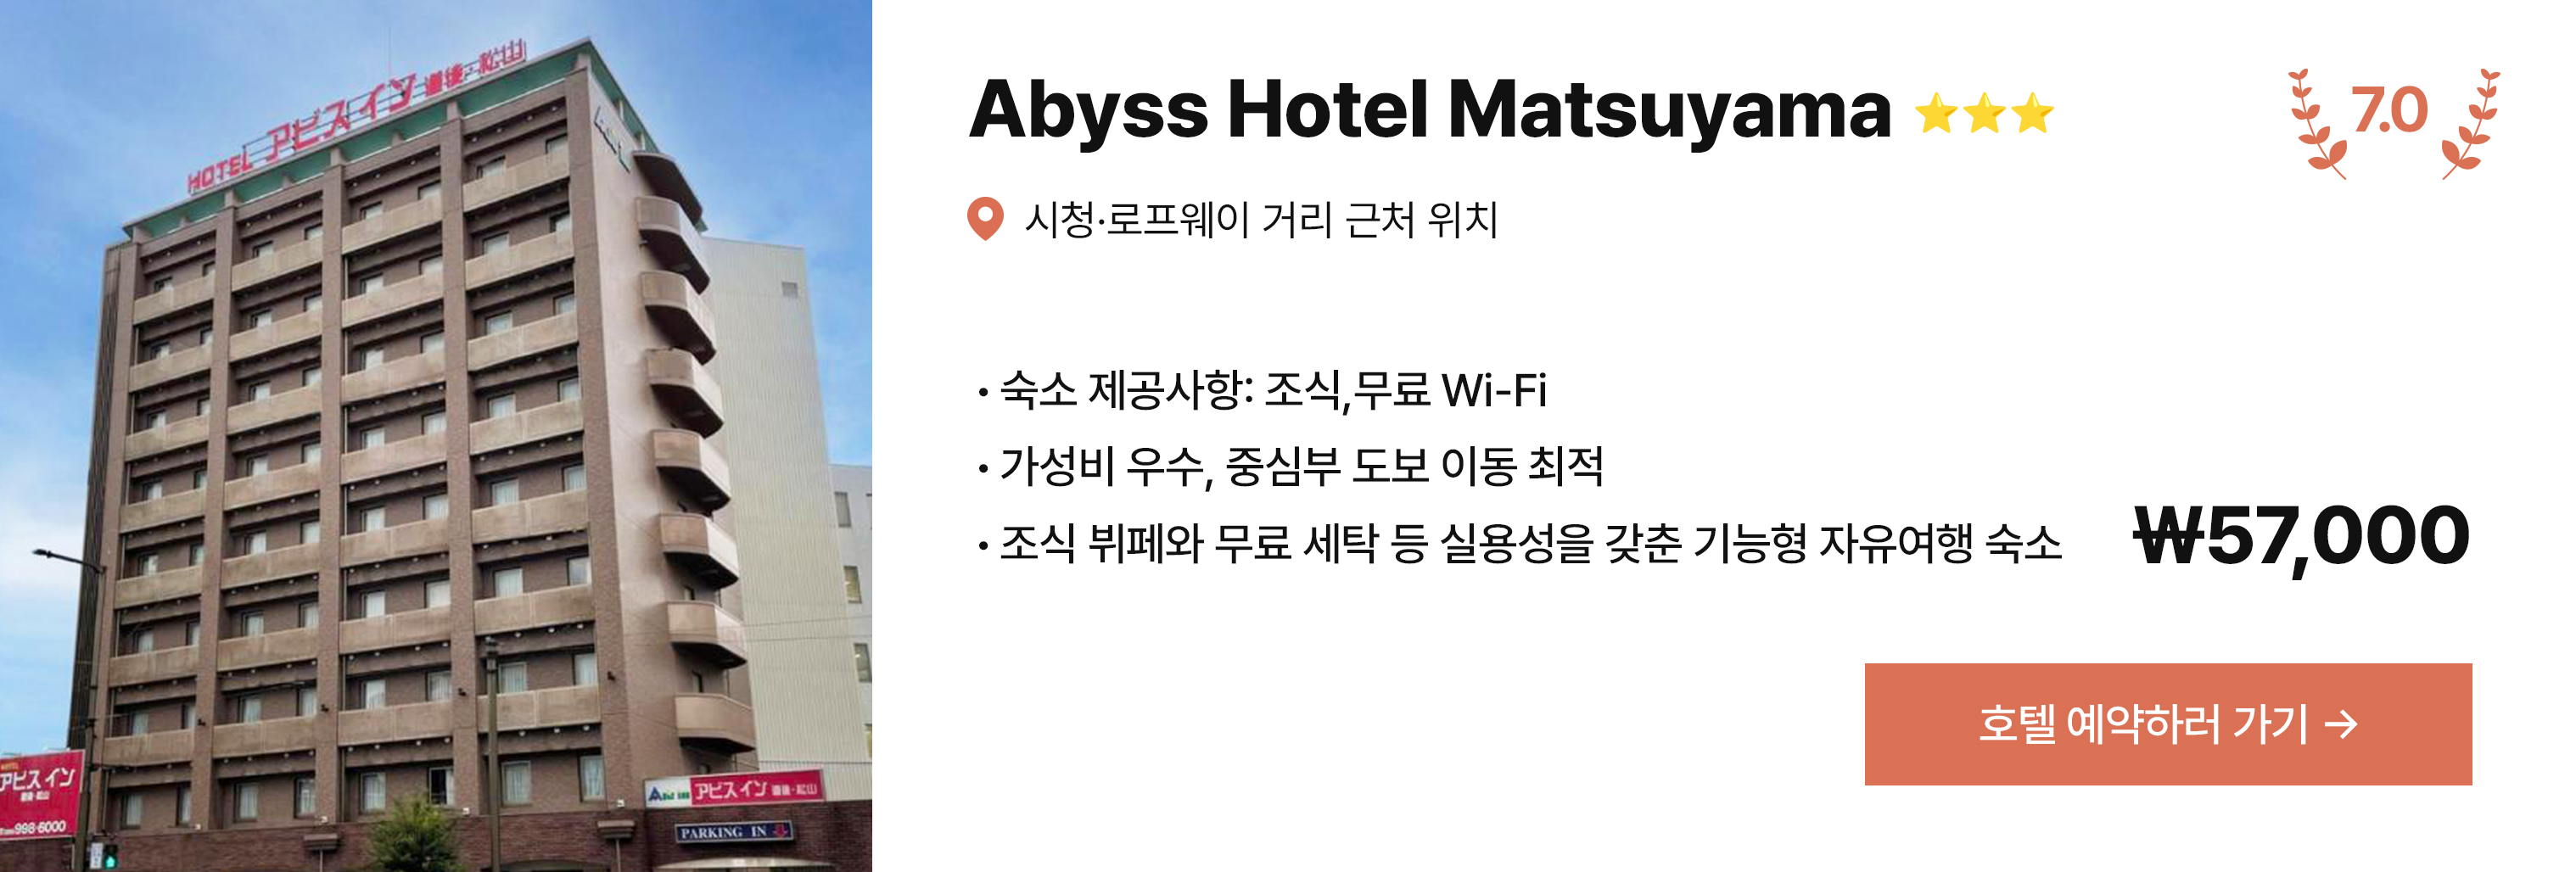 HOTEL アビスイン 道後・松山
アビスイン
道後・松山
998-6000
アビスイン 道後・松山
PARKING IN
Abyss Hotel Matsuyama ⭐⭐⭐
7.0
시청·로프웨이 거리 근처 위치
• 숙소 제공사항: 조식,무료 Wi-Fi
• 가성비 우수, 중심부 도보 이동 최적
• 조식 뷔페와 무료 세탁 등 실용성을 갖춘 기능형 자유여행 숙소
₩57,000
호텔 예약하러 가기 →